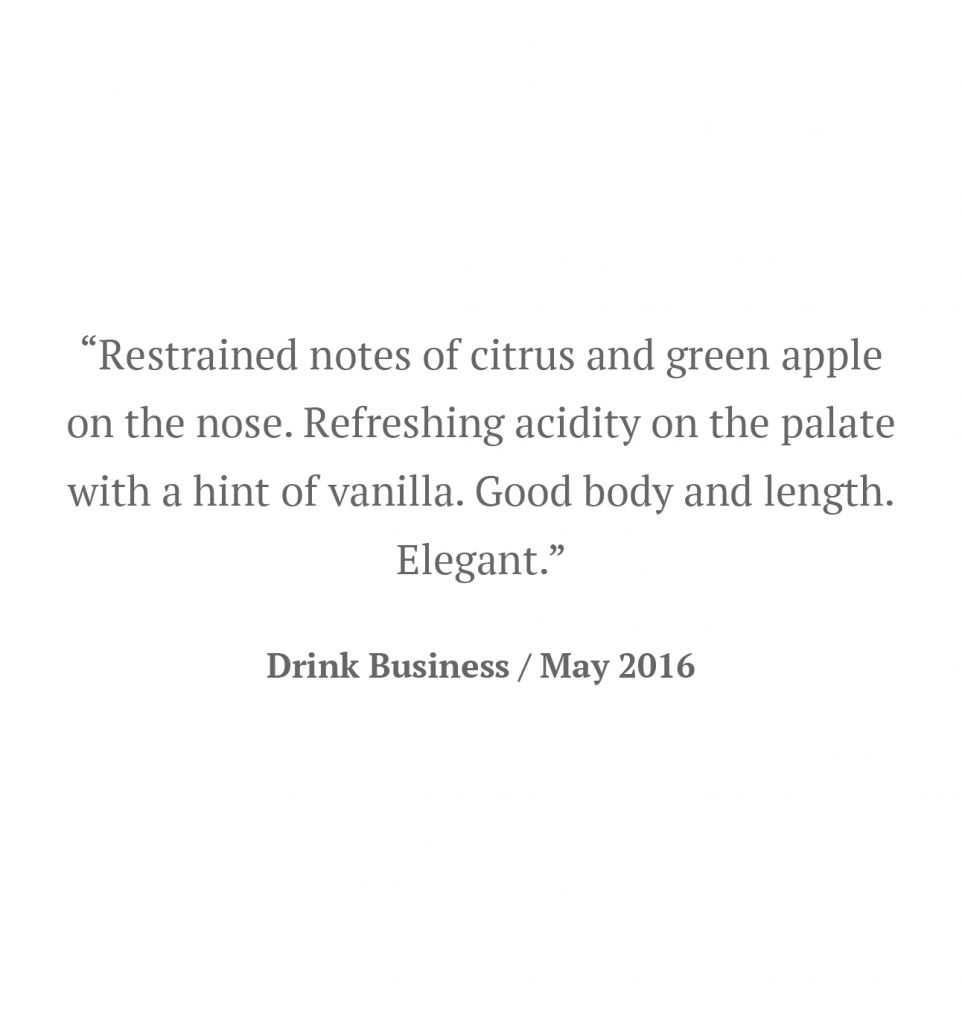 “Restrained notes of citrus and green apple
on the nose. Refreshing acidity on the palate
with a hint of vanilla. Good body and length.
Elegant.”
Drink Business / May 2016